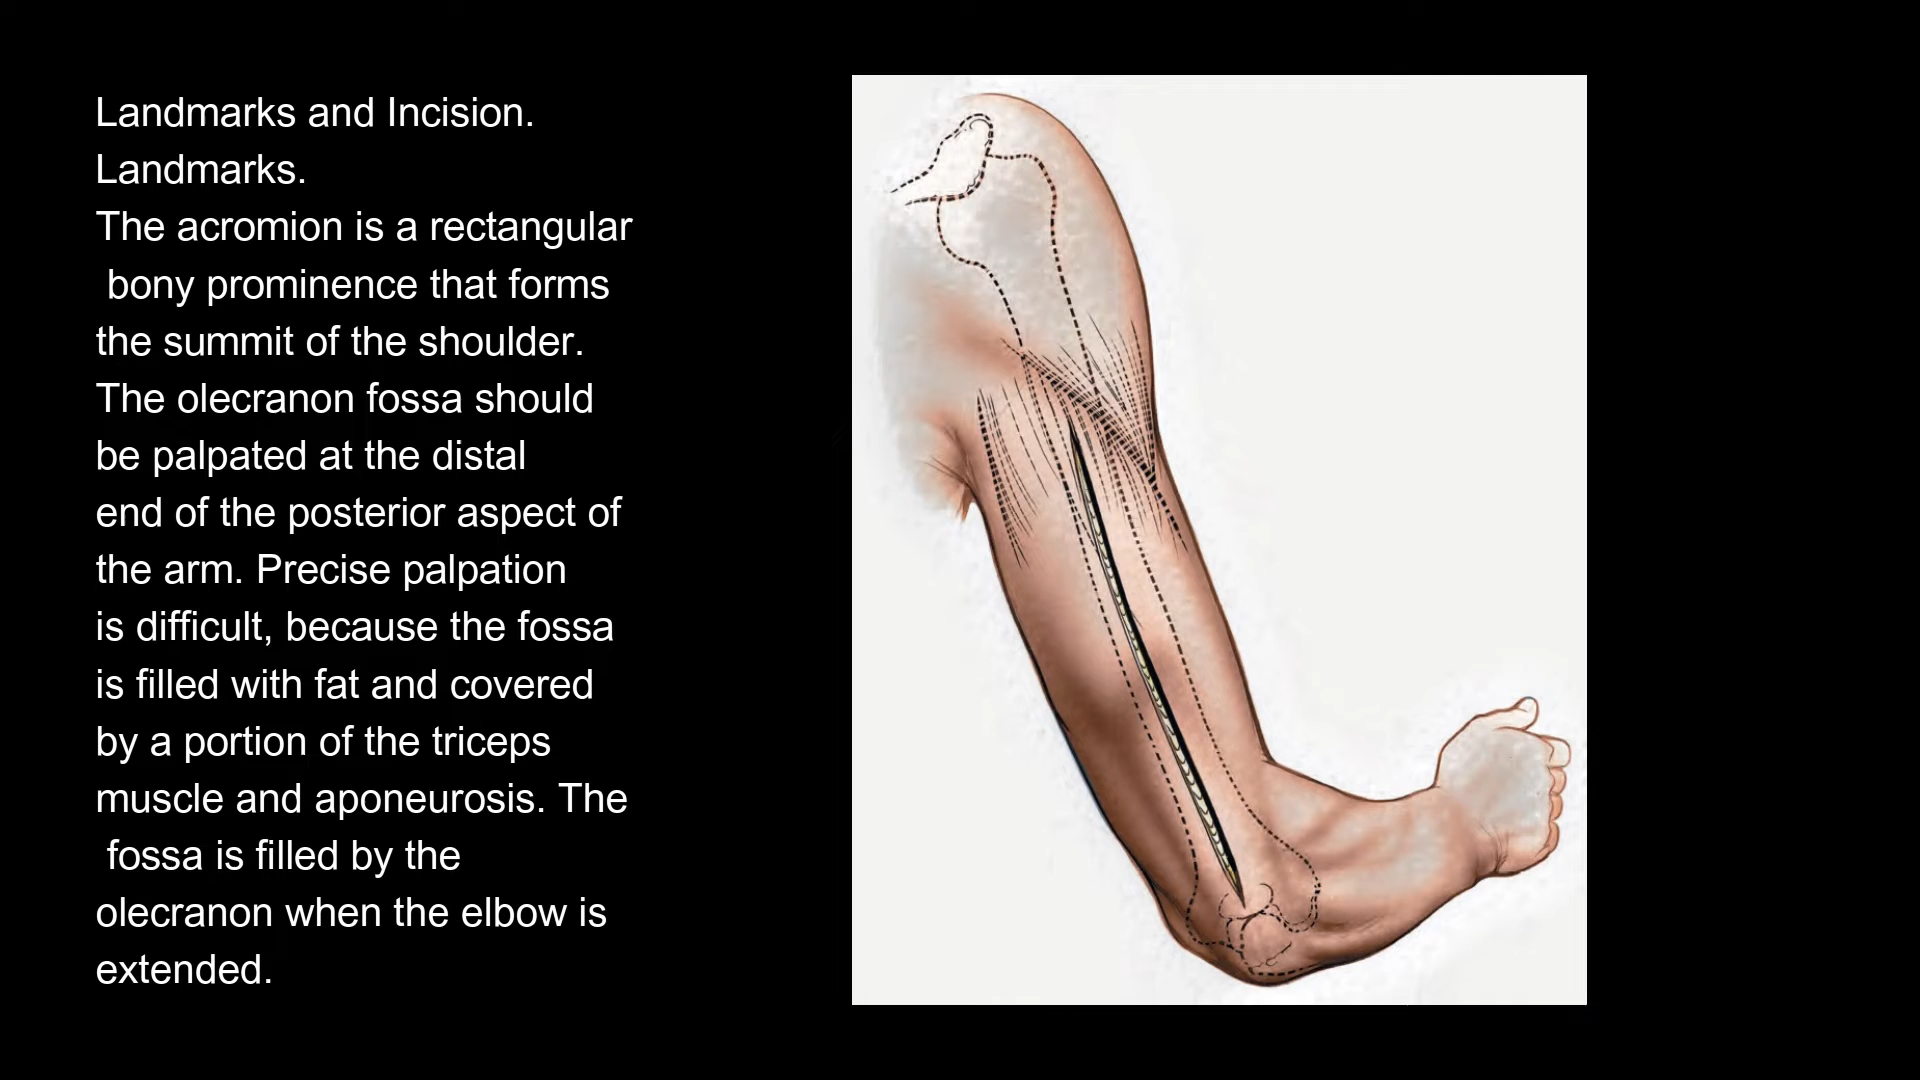 Landmarks and Incision.
Landmarks.
The acromion is a rectangular
bony prominence that forms
the summit of the shoulder.
The olecranon fossa should
be palpated at the distal
end of the posterior aspect of
the arm. Precise palpation
is difficult, because the fossa
is filled with fat and covered
by a portion of the triceps
muscle and aponeurosis. The
fossa is filled by the
olecranon when the elbow is
extended.